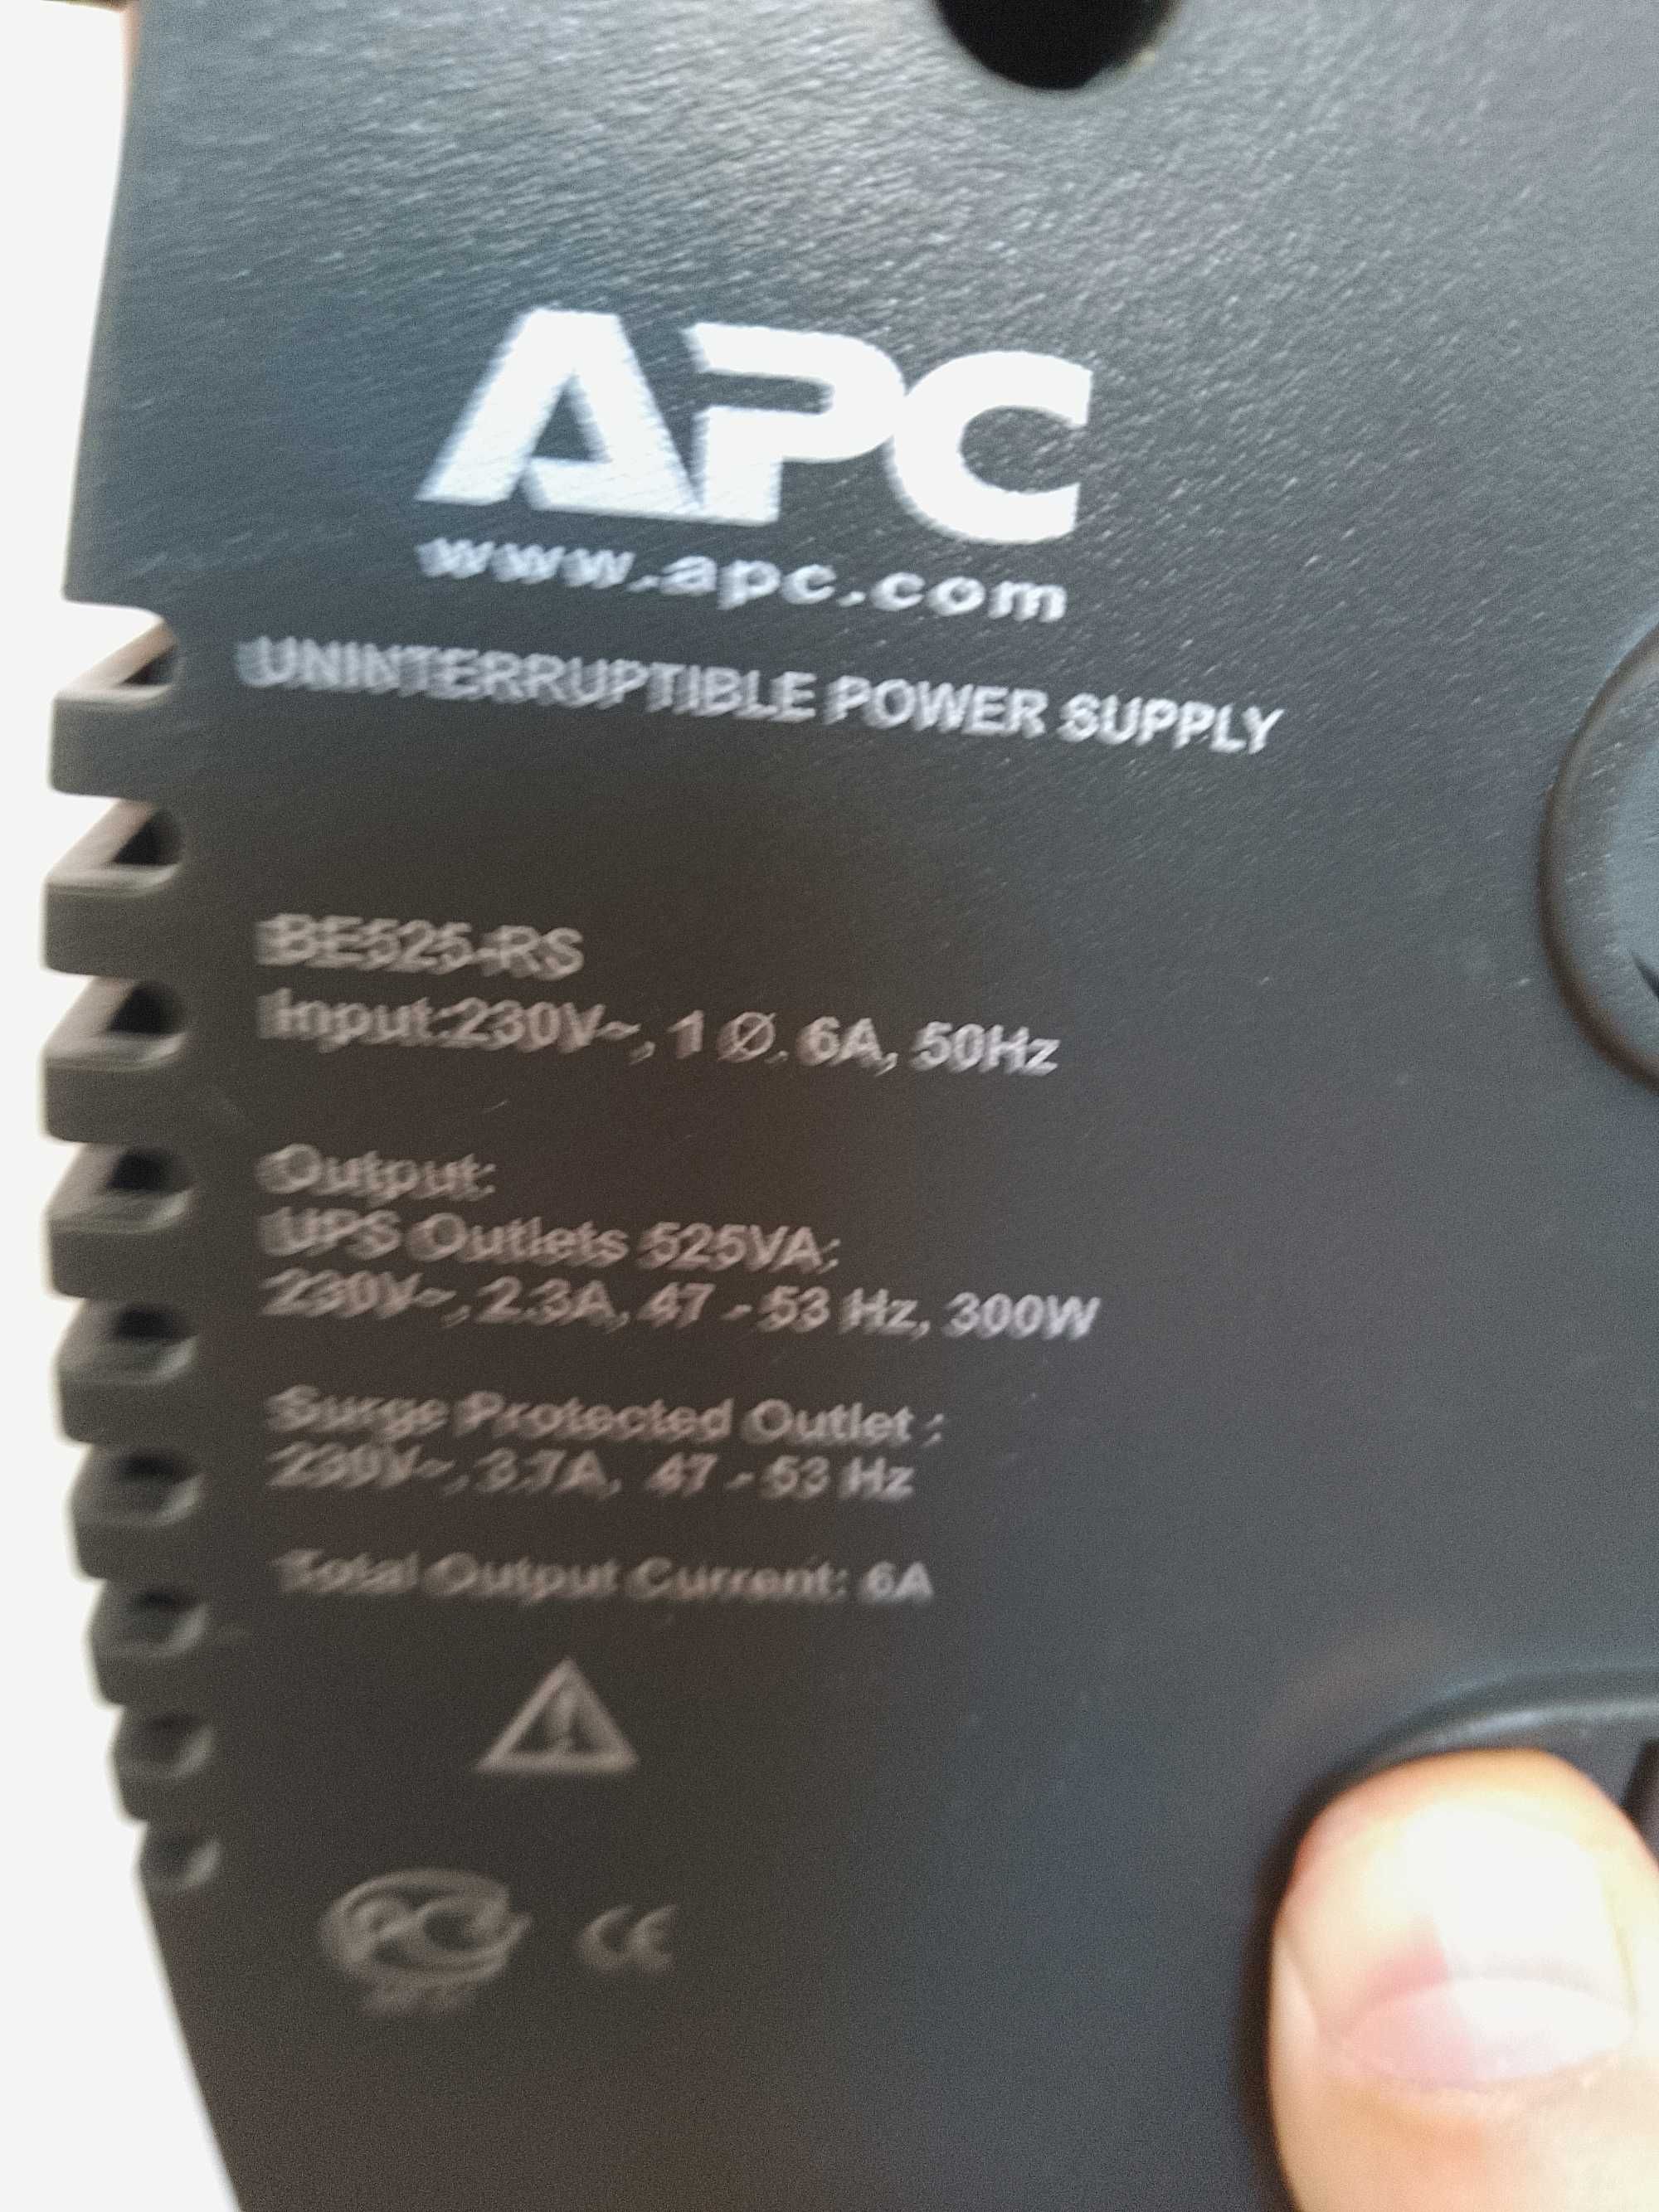 APC
www.apc.com
UNINTERRUPTIBLE POWER SUPPLY
BE525-RS
Input:230V~, 1 Ø, 6A, 50Hz
Output:
UPS Outlets 525VA:
230V~, 2.3A, 47 - 53 Hz, 300W
Surge Protected Outlet :
230V~, 3.7A, 47 - 53 Hz
Total Output Current: 6A
CE